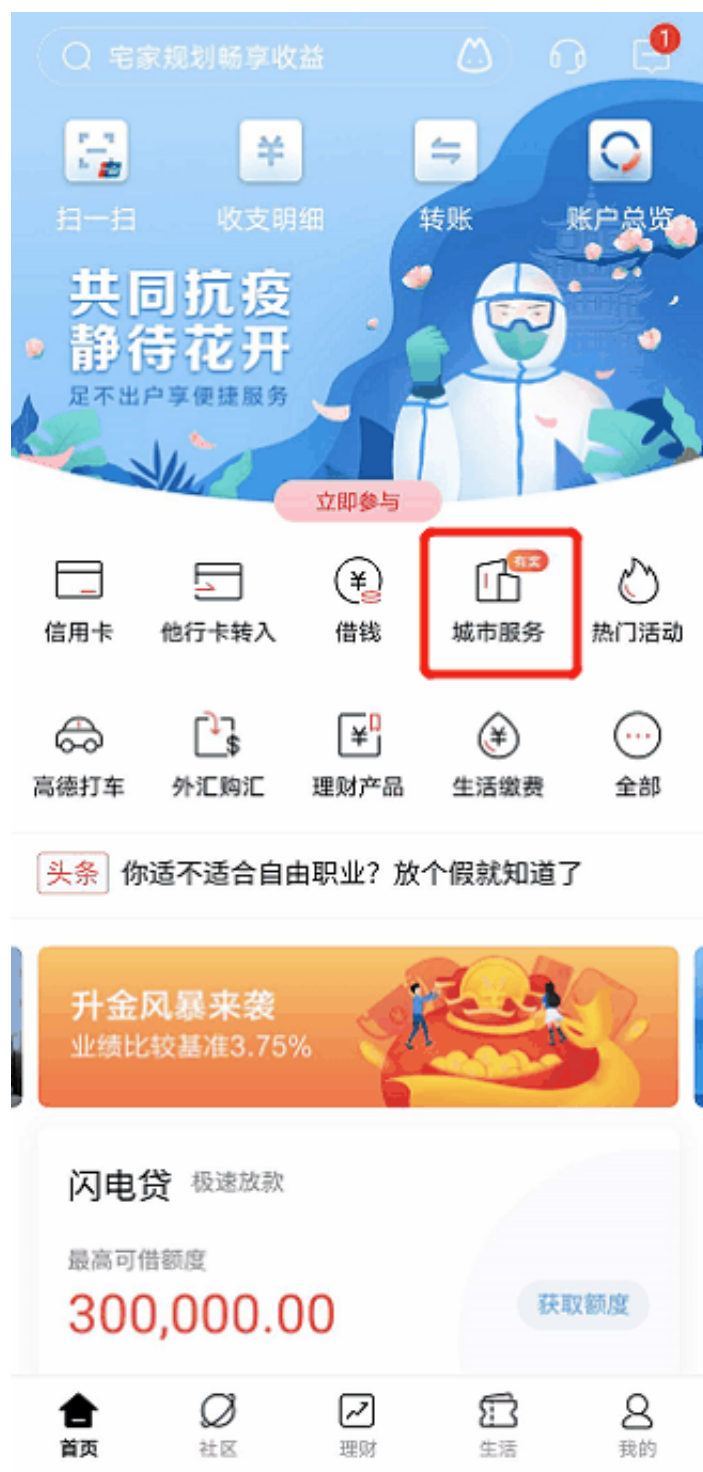 宅家规划畅享收益
1
扫一扫 收支明细 转账 账户总览
共同抗疫
静待花开
足不出户享便捷服务
立即参与
有奖
信用卡 他行卡转入 借钱 城市服务 热门活动
高德打车 外汇购汇 理财产品 生活缴费 全部
头条 你适不适合自由职业？放个假就知道了
升金风暴来袭
业绩比较基准3.75%
闪电贷 极速放款
最高可借额度
300,000.00 获取额度
首页 社区 理财 生活 我的